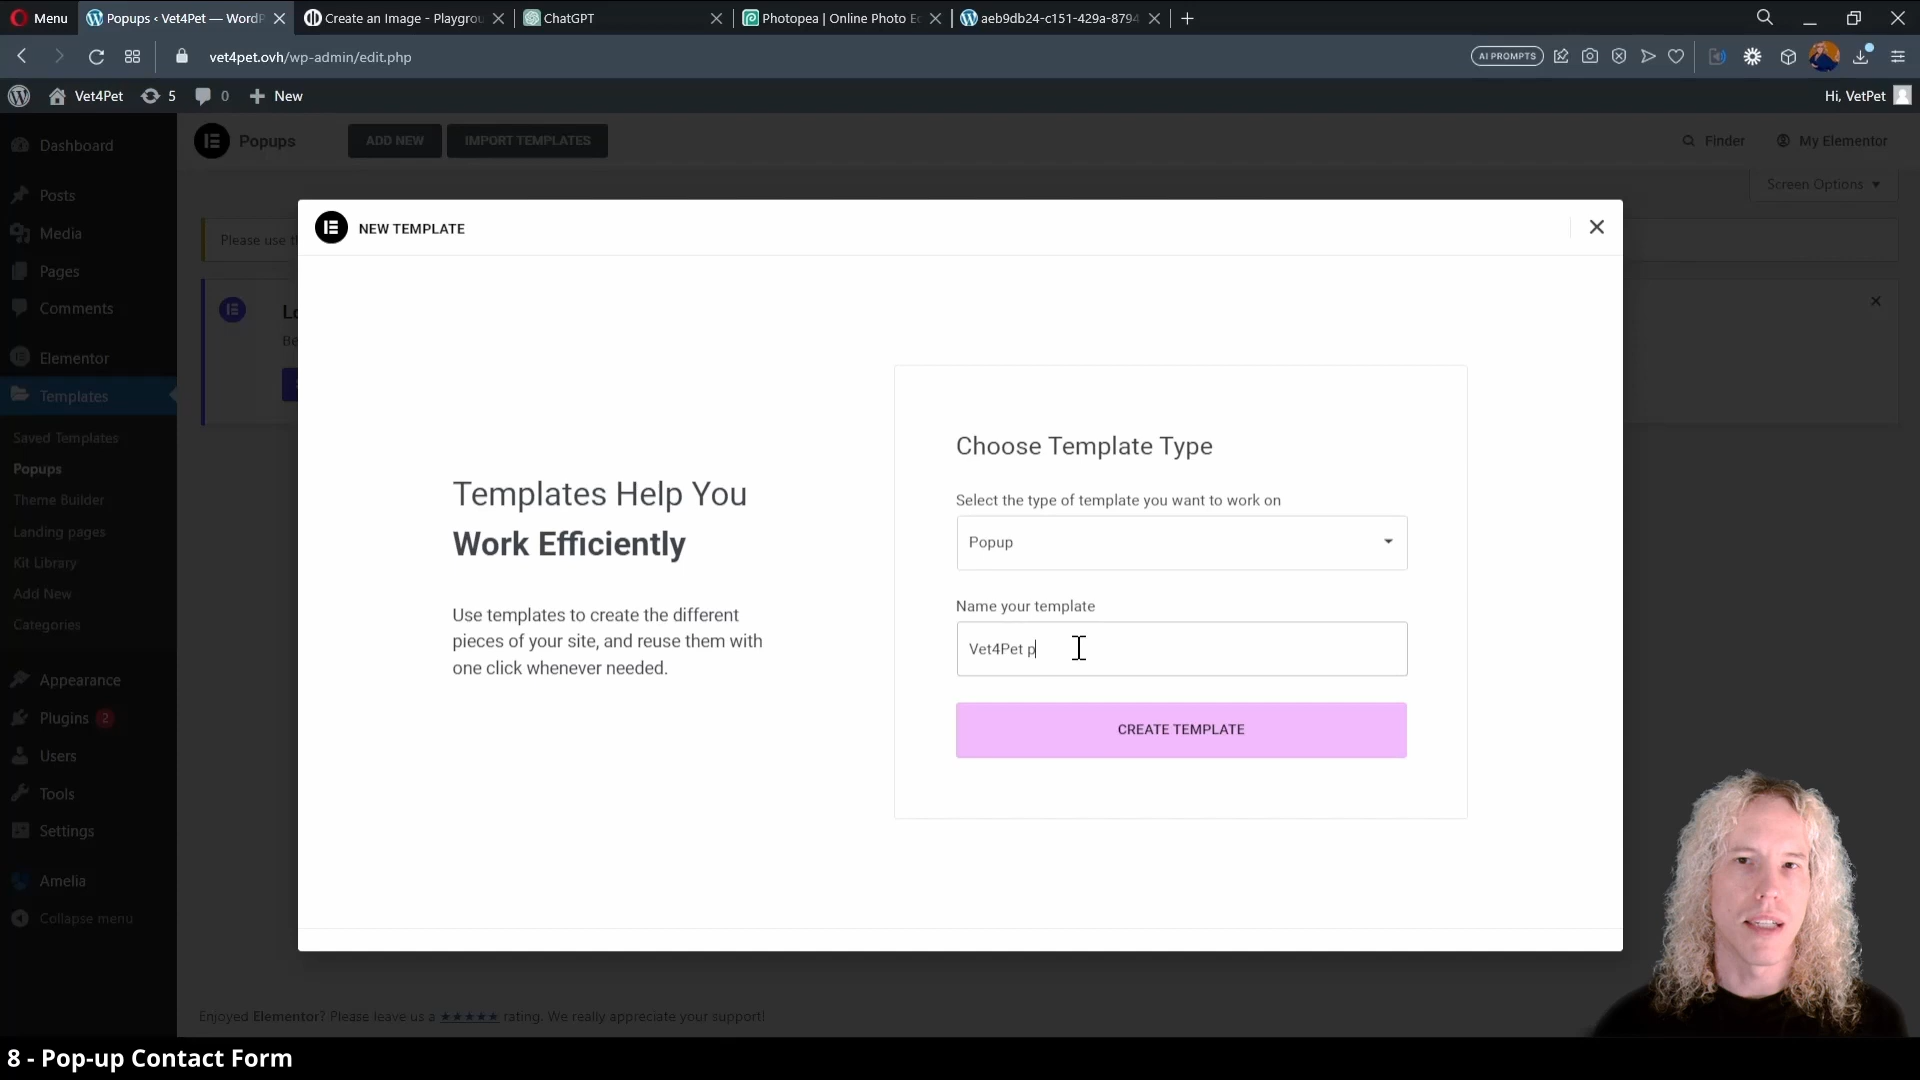 Menu
Popups ‹ Vet4Pet — WordP
Create an Image - Playgrou
ChatGPT
Photopea | Online Photo Ed
aeb9db24-c151-429a-8794
vet4pet.ovh/wp-admin/edit.php
AI PROMPTS
Vet4Pet
5
0
New
Hi, VetPet
Dashboard
Posts
Media
Pages
Comments
Elementor
Templates
Saved Templates
Popups
Theme Builder
Landing pages
Kit Library
Add New
Categories
Appearance
Plugins 2
Users
Tools
Settings
Amelia
Collapse menu
Popups
ADD NEW
IMPORT TEMPLATES
Finder
My Elementor
Screen Options
Please use th
Lo
Be
NEW TEMPLATE
Templates Help You
Work Efficiently
Use templates to create the different
pieces of your site, and reuse them with
one click whenever needed.
Choose Template Type
Select the type of template you want to work on
Popup
Name your template
Vet4Pet p
CREATE TEMPLATE
Enjoyed Elementor? Please leave us a ★★★★★ rating. We really appreciate your support!
8 - Pop-up Contact Form